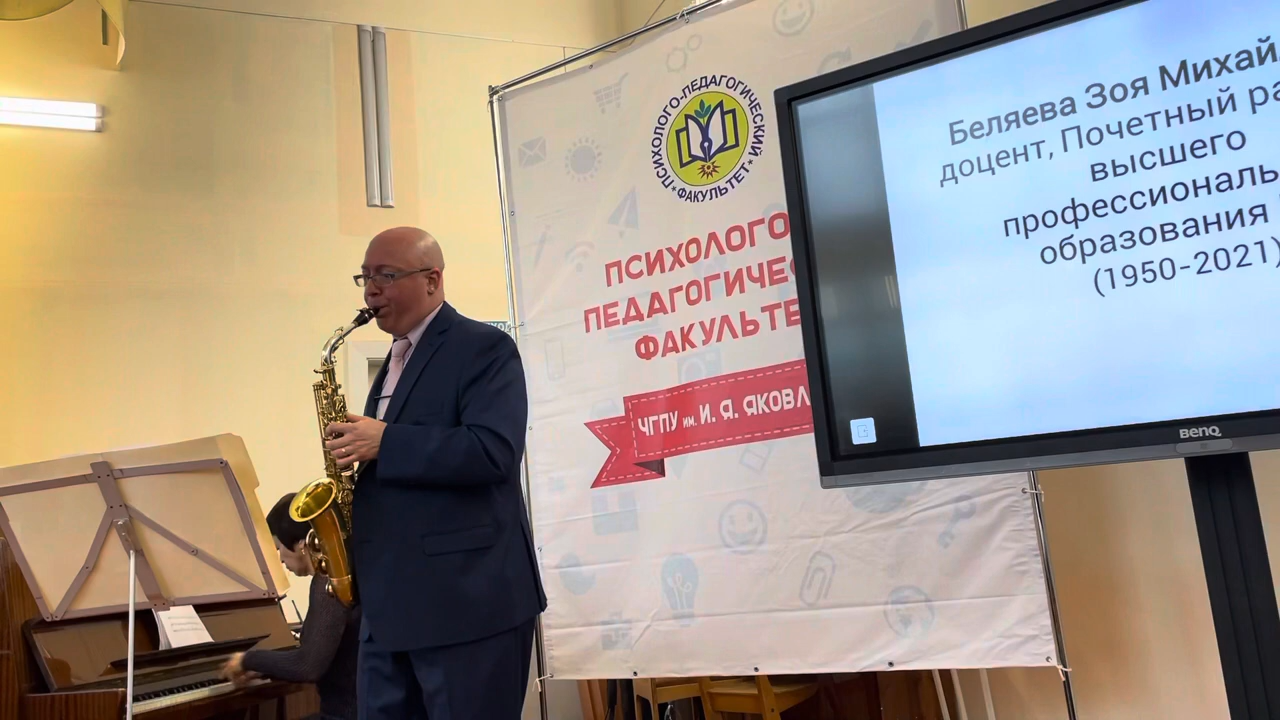 ПСИХОЛОГО-ПЕДАГОГИЧЕСКИЙ
* ФАКУЛЬТЕТ *
ПСИХОЛОГО
ПЕДАГОГИЧЕС
ФАКУЛЬТЕ
ЧГПУ им. И. Я. ЯКОВЛ
Беляева Зоя Михай
доцент, Почетный ра
высшего
профессиональ
образования
(1950-2021)
BenQ